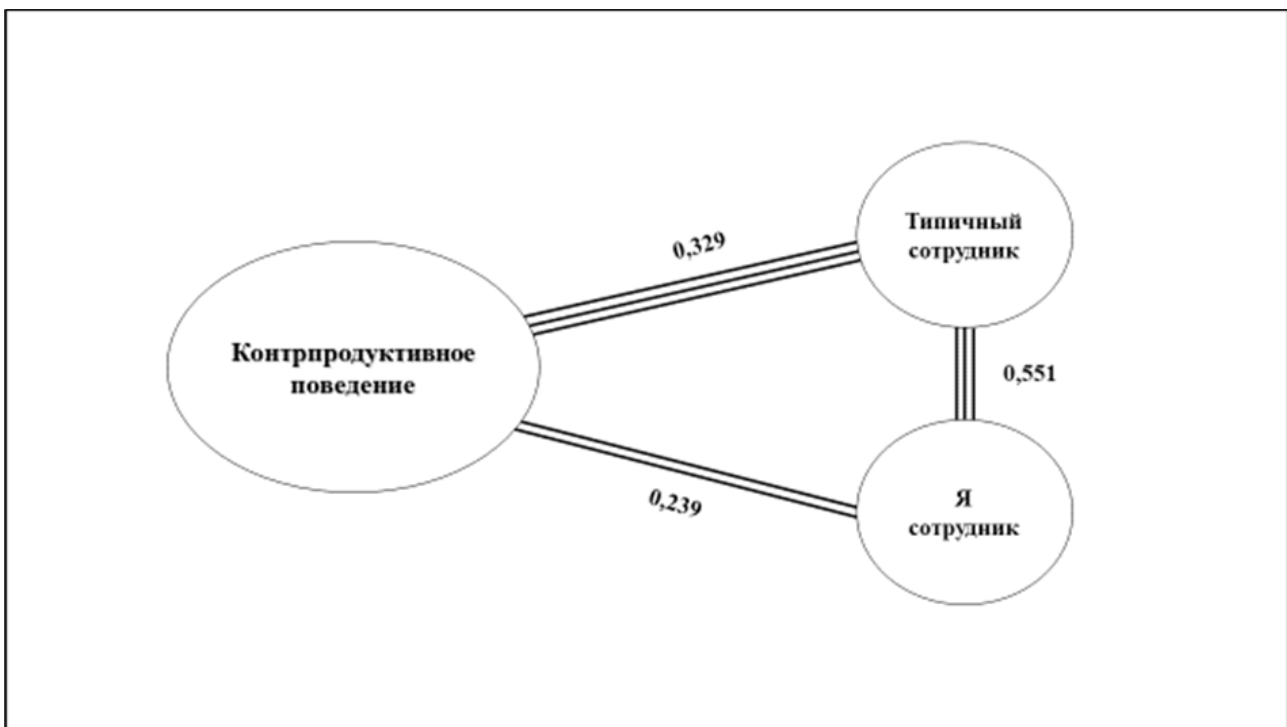 Типичный
сотрудник
0,329
Контрпродуктивное
поведение
0,551
0,239
Я
сотрудник